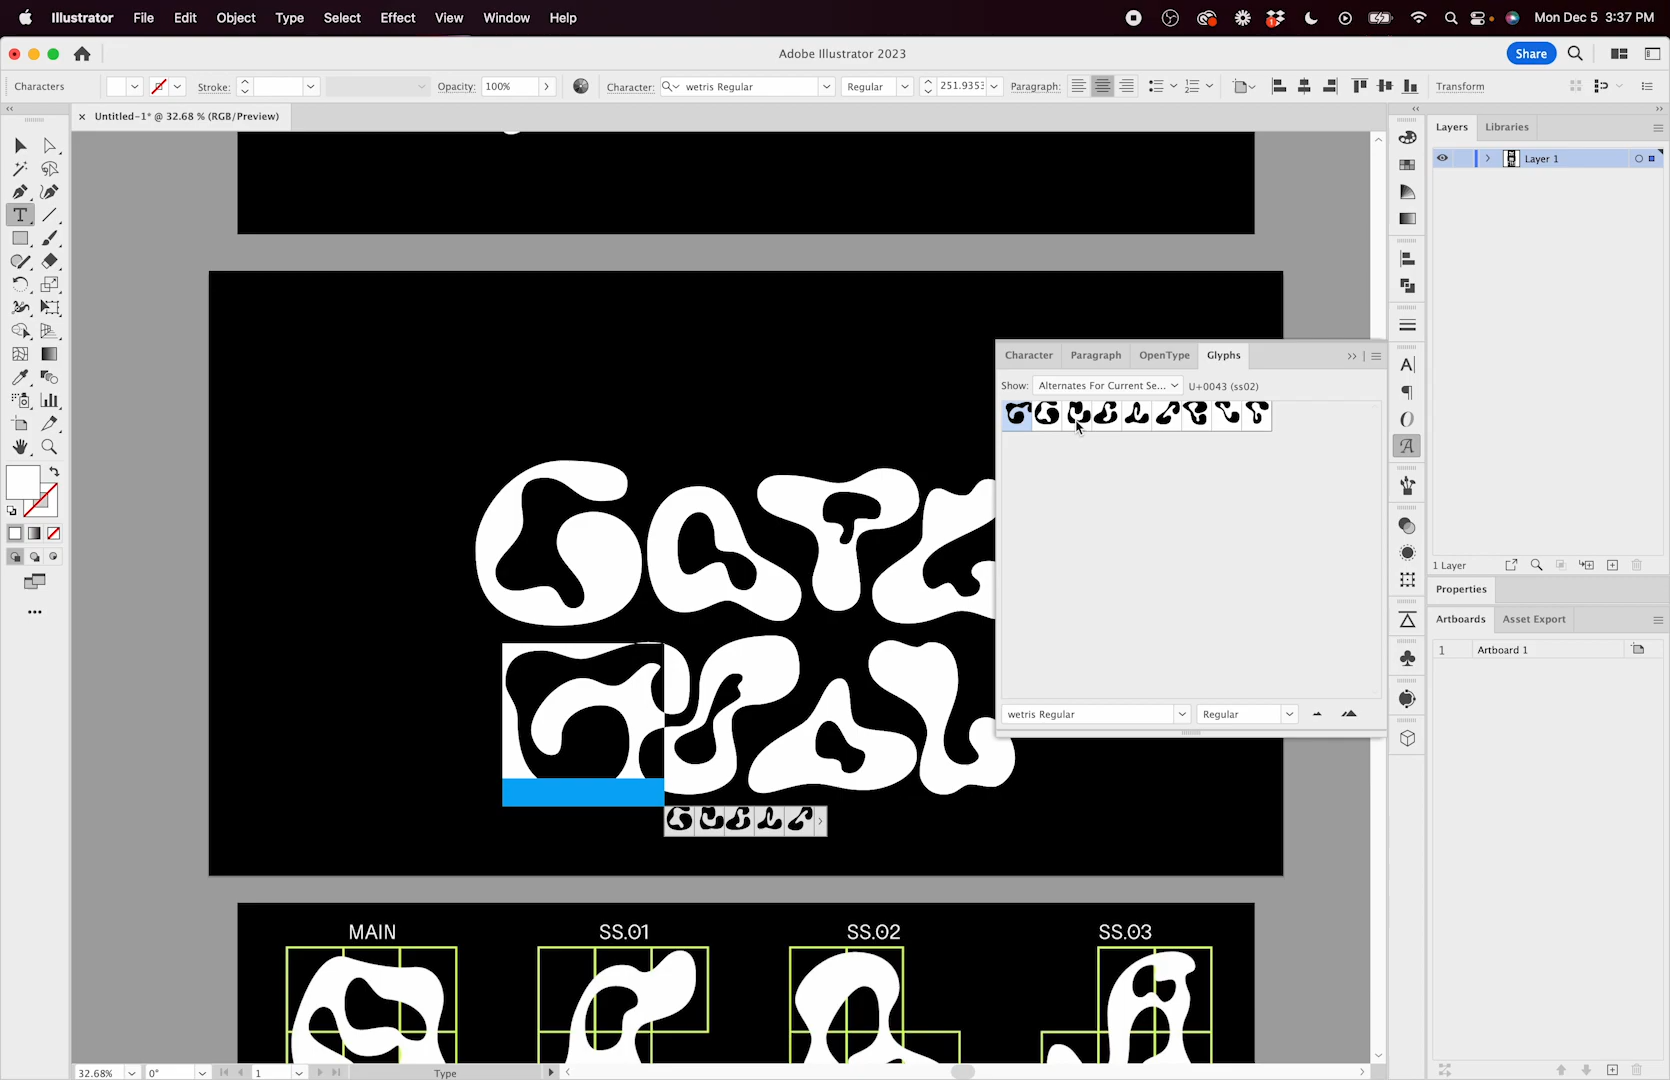 Illustrator File Edit Object Type Select Effect View Window Help
Mon Dec 5 3:37 PM
Adobe Illustrator 2023
Share
Characters
Stroke:
Opacity: 100%
Character: wetris Regular
Regular
251.935
Paragraph:
Transform
× Untitled-1* @ 32.68 % (RGB/Preview)
Layers Libraries
Layer 1
Character Paragraph OpenType Glyphs
Show: Alternates For Current Se... U+0043 (ss02)
wetris Regular
Regular
1 Layer
Properties
Artboards Asset Export
1 Artboard 1
MAIN SS.01 SS.02 SS.03
32.68% 0° 1 Type